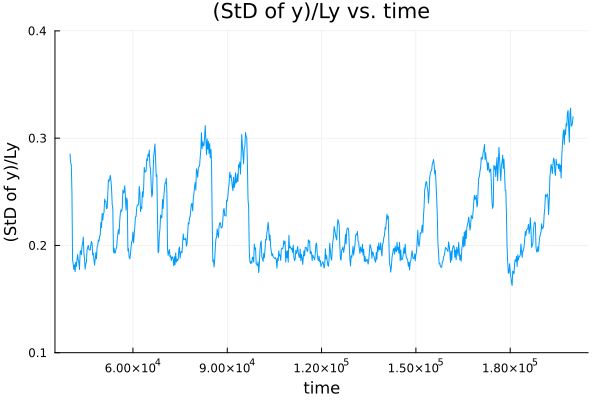 (StD of y)/Ly vs. time
(StD of y)/Ly
0.4
0.3
0.2
0.1
6.00×10⁴ 9.00×10⁴ 1.20×10⁵ 1.50×10⁵ 1.80×10⁵
time